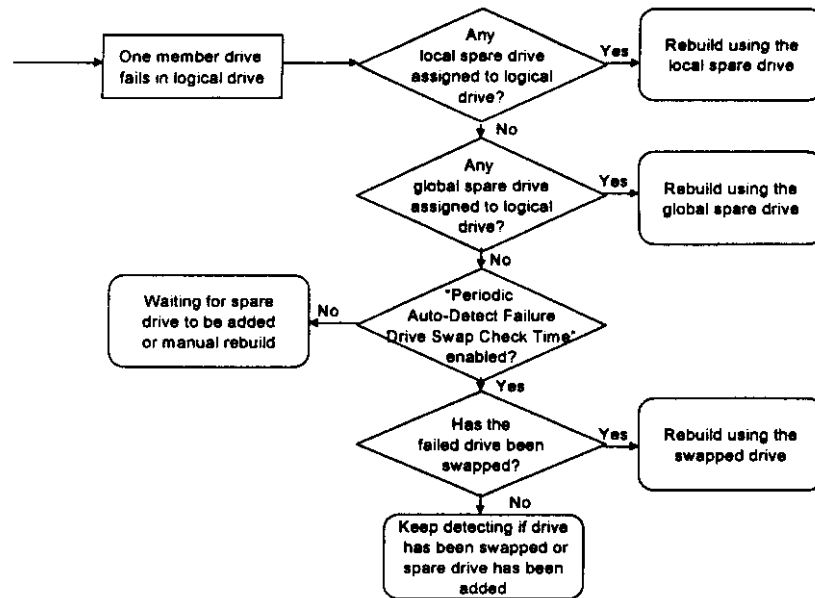 One member drive
fails in logical drive
Any
local spare drive
assigned to logical
drive?
Yes
Rebuild using the
local spare drive
No
Any
global spare drive
assigned to logical
drive?
Yes
Rebuild using the
global spare drive
No
"Periodic
Auto-Detect Failure
Drive Swap Check Time"
enabled?
No
Waiting for spare
drive to be added
or manual rebuild
Yes
Has the
failed drive been
swapped?
Yes
Rebuild using the
swapped drive
No
Keep detecting if drive
has been swapped or
spare drive has been
added